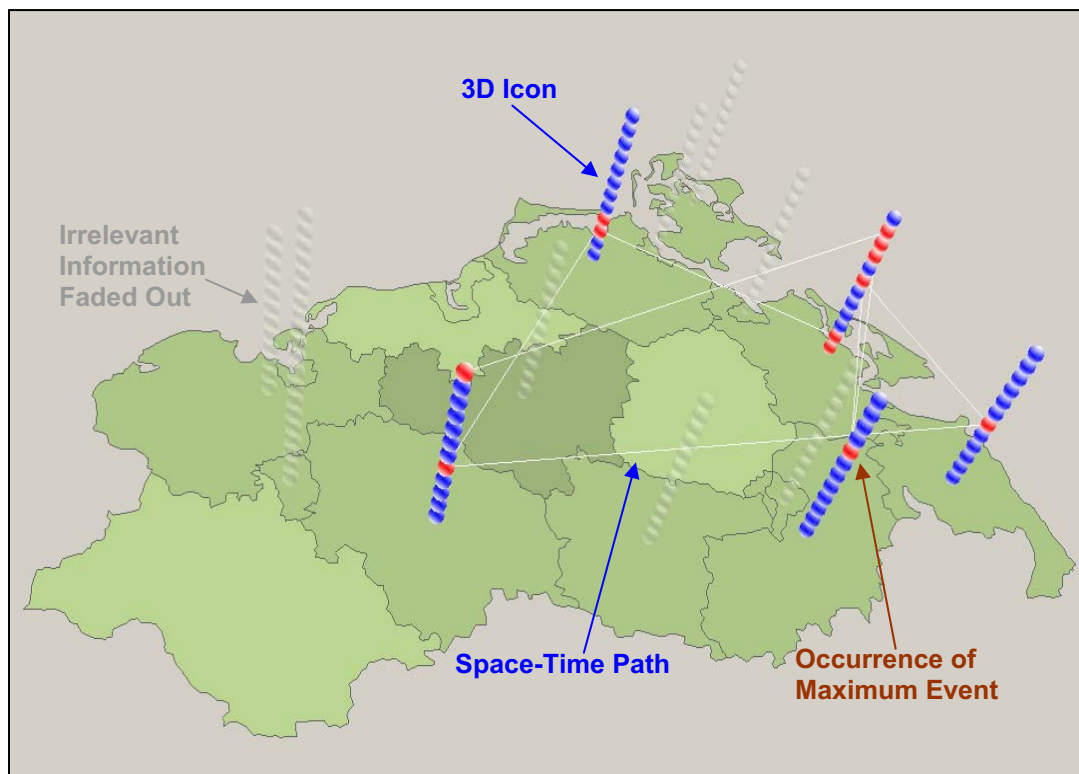 3D Icon
Irrelevant
Information
Faded Out
Space-Time Path
Occurrence of
Maximum Event